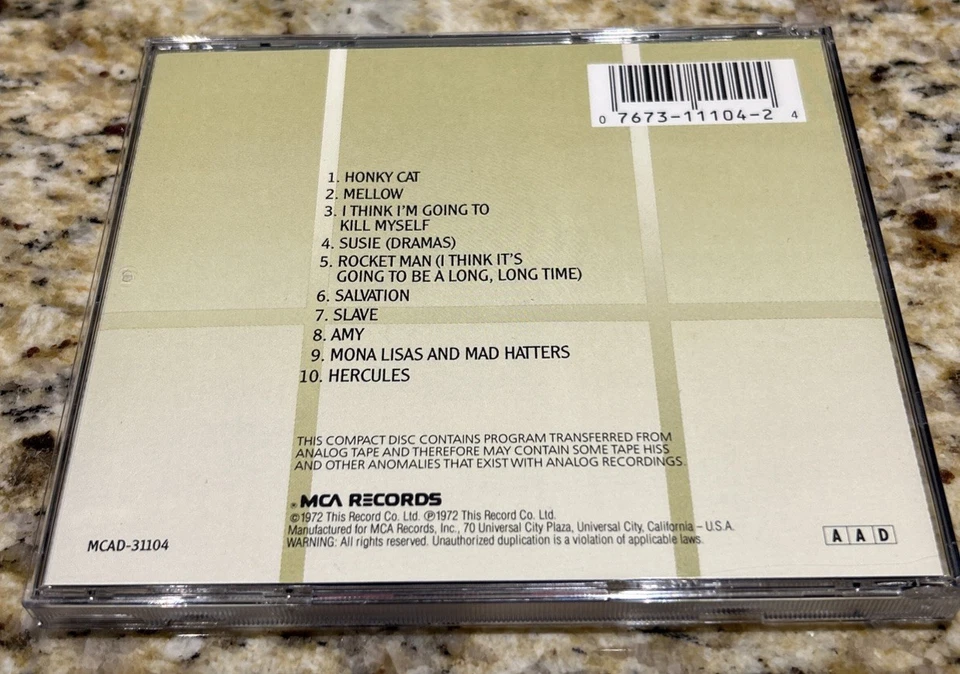 0 7673-11104-2 4
1. HONKY CAT
2. MELLOW
3. I THINK I'M GOING TO
KILL MYSELF
4. SUSIE (DRAMAS)
5. ROCKET MAN (I THINK IT'S
GOING TO BE A LONG, LONG TIME)
6. SALVATION
7. SLAVE
8. AMY
9. MONA LISAS AND MAD HATTERS
10. HERCULES
THIS COMPACT DISC CONTAINS PROGRAM TRANSFERRED FROM
ANALOG TAPE AND THEREFORE MAY CONTAIN SOME TAPE HISS
AND OTHER ANOMALIES THAT EXIST WITH ANALOG RECORDINGS.
MCA RECORDS
©1972 This Record Co. Ltd. ℗1972 This Record Co. Ltd.
Manufactured for MCA Records, Inc., 70 Universal City Plaza, Universal City, California – U.S.A.
WARNING: All rights reserved. Unauthorized duplication is a violation of applicable laws.
MCAD-31104
A A D